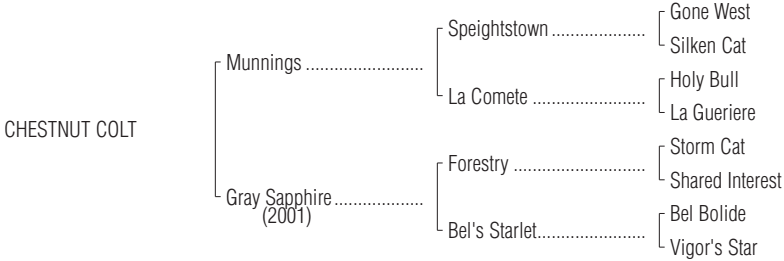 Gone West
Speightstown ......................
Silken Cat
Munnings ........................
Holy Bull
La Comete .......................
La Gueriere
CHESTNUT COLT
Storm Cat
Forestry ...........................
Shared Interest
Gray Sapphire..................
(2001)
Bel Bolide
Bel's Starlet......................
Vigor's Star